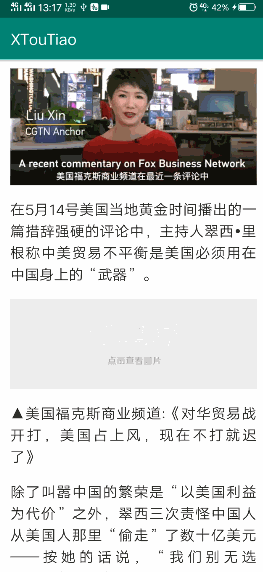 13:17
42%
XTouTiao
Liu Xin
CGTN Anchor
A recent commentary on Fox Business Network
美国福克斯商业频道在最近一条评论中
在5月14号美国当地黄金时间播出的一
篇措辞强硬的评论中，主持人翠西•里
根称中美贸易不平衡是美国必须用在
中国身上的“武器”。
点击查看图片
▲美国福克斯商业频道:《对华贸易战
开打，美国占上风，现在不打就迟
了》
除了叫嚣中国的繁荣是“以美国利益
为代价”之外，翠西三次责怪中国人
从美国人那里“偷走”了数十亿美元
——按她的话说，“我们别无选